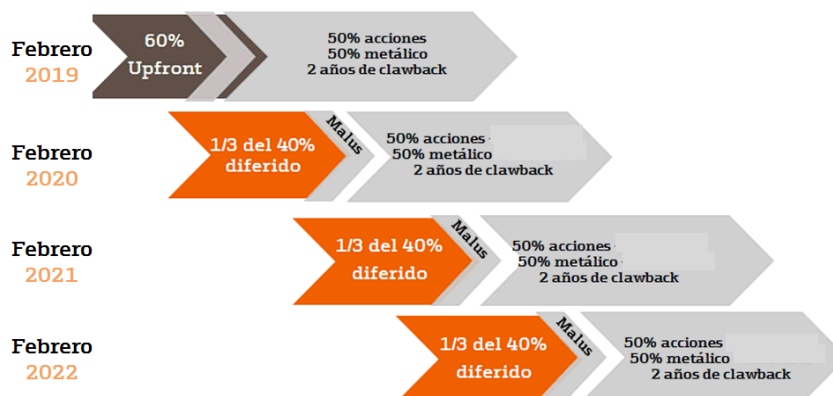 Febrero
2019
60%
Upfront
50% acciones
50% metálico
2 años de clawback
Febrero
2020
1/3 del 40%
diferido
Malus
50% acciones
50% metálico
2 años de clawback
Febrero
2021
1/3 del 40%
diferido
Malus
50% acciones
50% metálico
2 años de clawback
Febrero
2022
1/3 del 40%
diferido
Malus
50% acciones
50% metálico
2 años de clawback